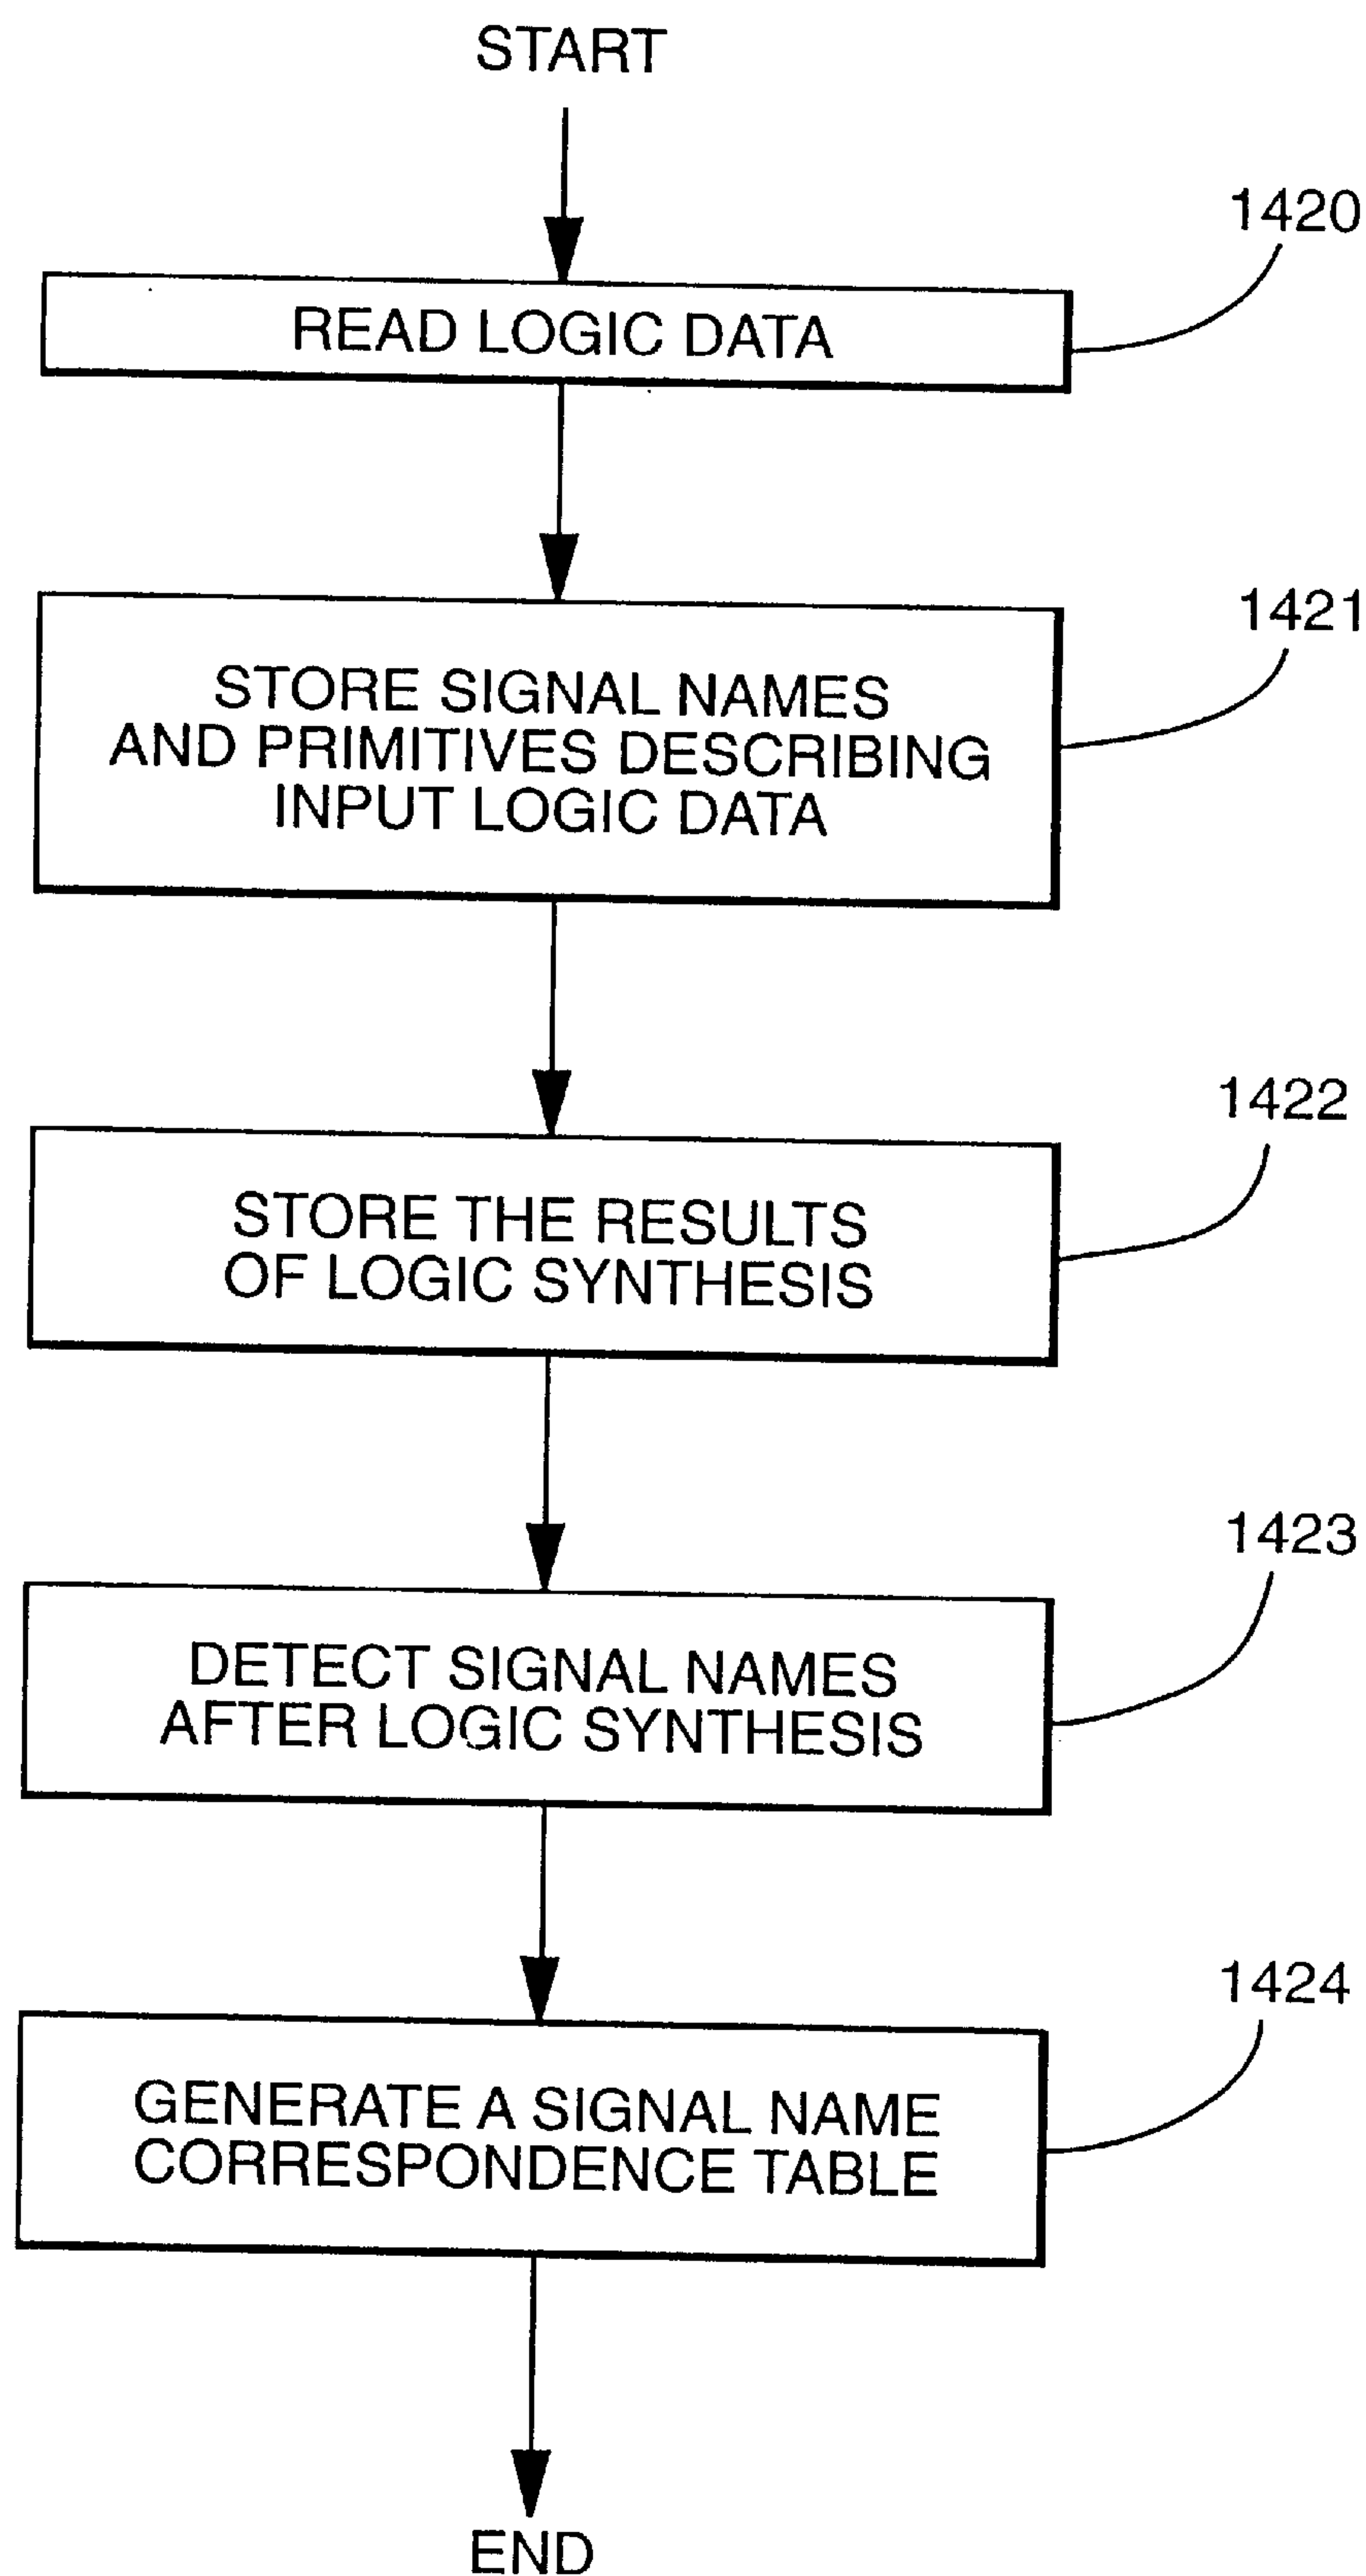 START
1420
READ LOGIC DATA
1421
STORE SIGNAL NAMES
AND PRIMITIVES DESCRIBING
INPUT LOGIC DATA
1422
STORE THE RESULTS
OF LOGIC SYNTHESIS
1423
DETECT SIGNAL NAMES
AFTER LOGIC SYNTHESIS
1424
GENERATE A SIGNAL NAME
CORRESPONDENCE TABLE
END